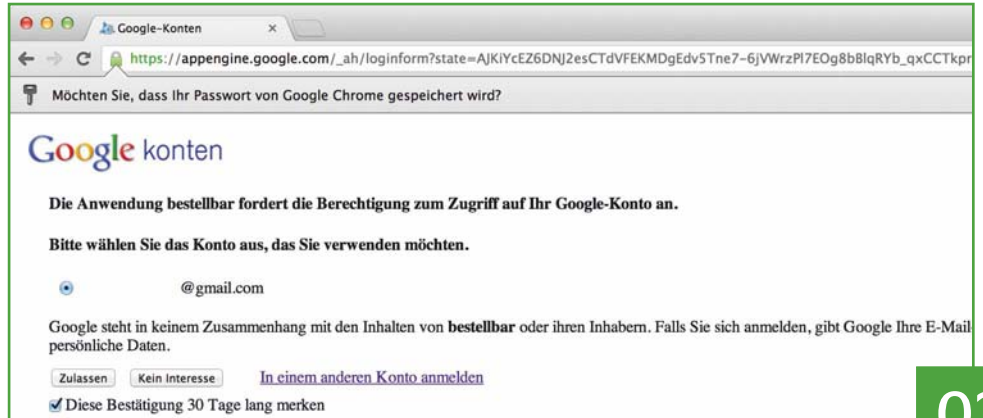 Google-Konten
https://appengine.google.com/_ah/loginform?state=AJKiYcEZ6DNJ2esCTdVFEKMDgEdv5Tne7-6jVWrzPl7EOg8bBlqRYb_qxCCTkpr
Möchten Sie, dass Ihr Passwort von Google Chrome gespeichert wird?
Google konten
Die Anwendung bestellbar fordert die Berechtigung zum Zugriff auf Ihr Google-Konto an.
Bitte wählen Sie das Konto aus, das Sie verwenden möchten.
@gmail.com
Google steht in keinem Zusammenhang mit den Inhalten von bestellbar oder ihren Inhabern. Falls Sie sich anmelden, gibt Google Ihre E-Mail-
persönliche Daten.
Zulassen Kein Interesse In einem anderen Konto anmelden
Diese Bestätigung 30 Tage lang merken
01